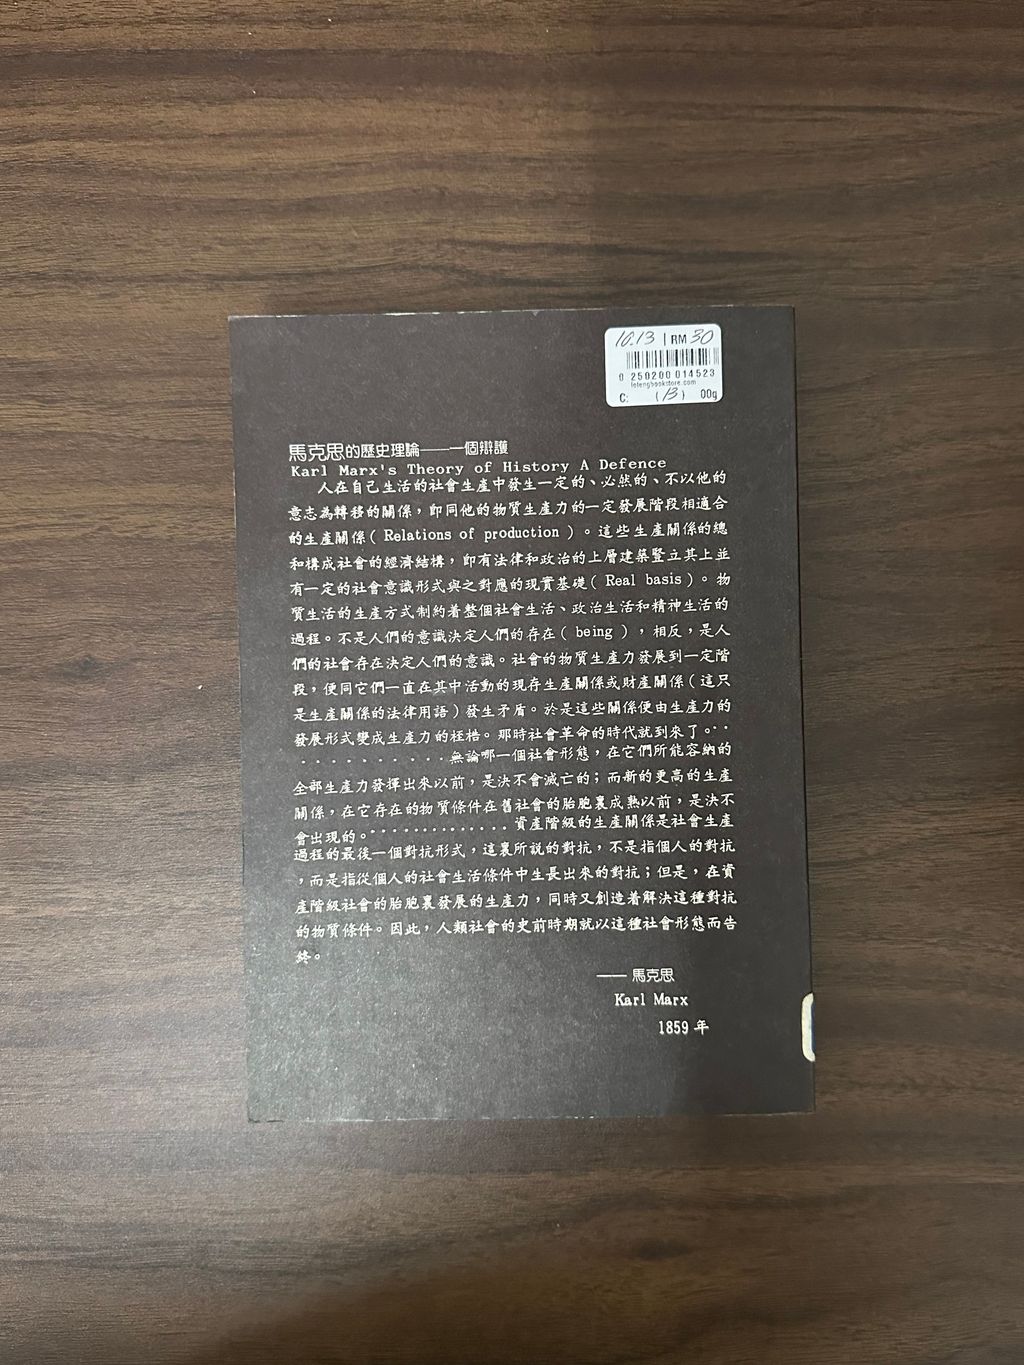 10.13 | RM 30
0 250200 014523
letengbookstore.com
C: (13) 00g
馬克思的歷史理論——一個辯護
Karl Marx's Theory of History A Defence
人在自己生活的社會生產中發生一定的、必然的、不以他的
意志為轉移的關係，即同他的物質生產力的一定發展階段相適合
的生產關係(Relations of production)。這些生產關係的總
和構成社會的經濟結構，即有法律和政治的上層建築豎立其上並
有一定的社會意識形式與之對應的現實基礎(Real basis)。物
質生活的生產方式制約着整個社會生活、政治生活和精神生活的
過程。不是人們的意識決定人們的存在(being)，相反，是人
們的社會存在決定人們的意識。社會的物質生產力發展到一定階
段，便同它們一直在其中活動的現存生產關係或財產關係(這只
是生產關係的法律用語)發生矛盾。於是這些關係便由生產力的
發展形式變成生產力的桎梏。那時社會革命的時代就到來了。··
···········無論哪一個社會形態，在它們所能容納的
全部生產力發揮出來以前，是決不會滅亡的；而新的更高的生產
關係，在它存在的物質條件在舊社會的胎胞裏成熟以前，是決不
會出現的。··············資產階級的生產關係是社會生產
過程的最後一個對抗形式，這裏所說的對抗，不是指個人的對抗
，而是指從個人的社會生活條件中生長出來的對抗；但是，在資
產階級社會的胎胞裏發展的生產力，同時又創造着解決這種對抗
的物質條件。因此，人類社會的史前時期就以這種社會形態而告
終。
—— 馬克思
Karl Marx
1859 年